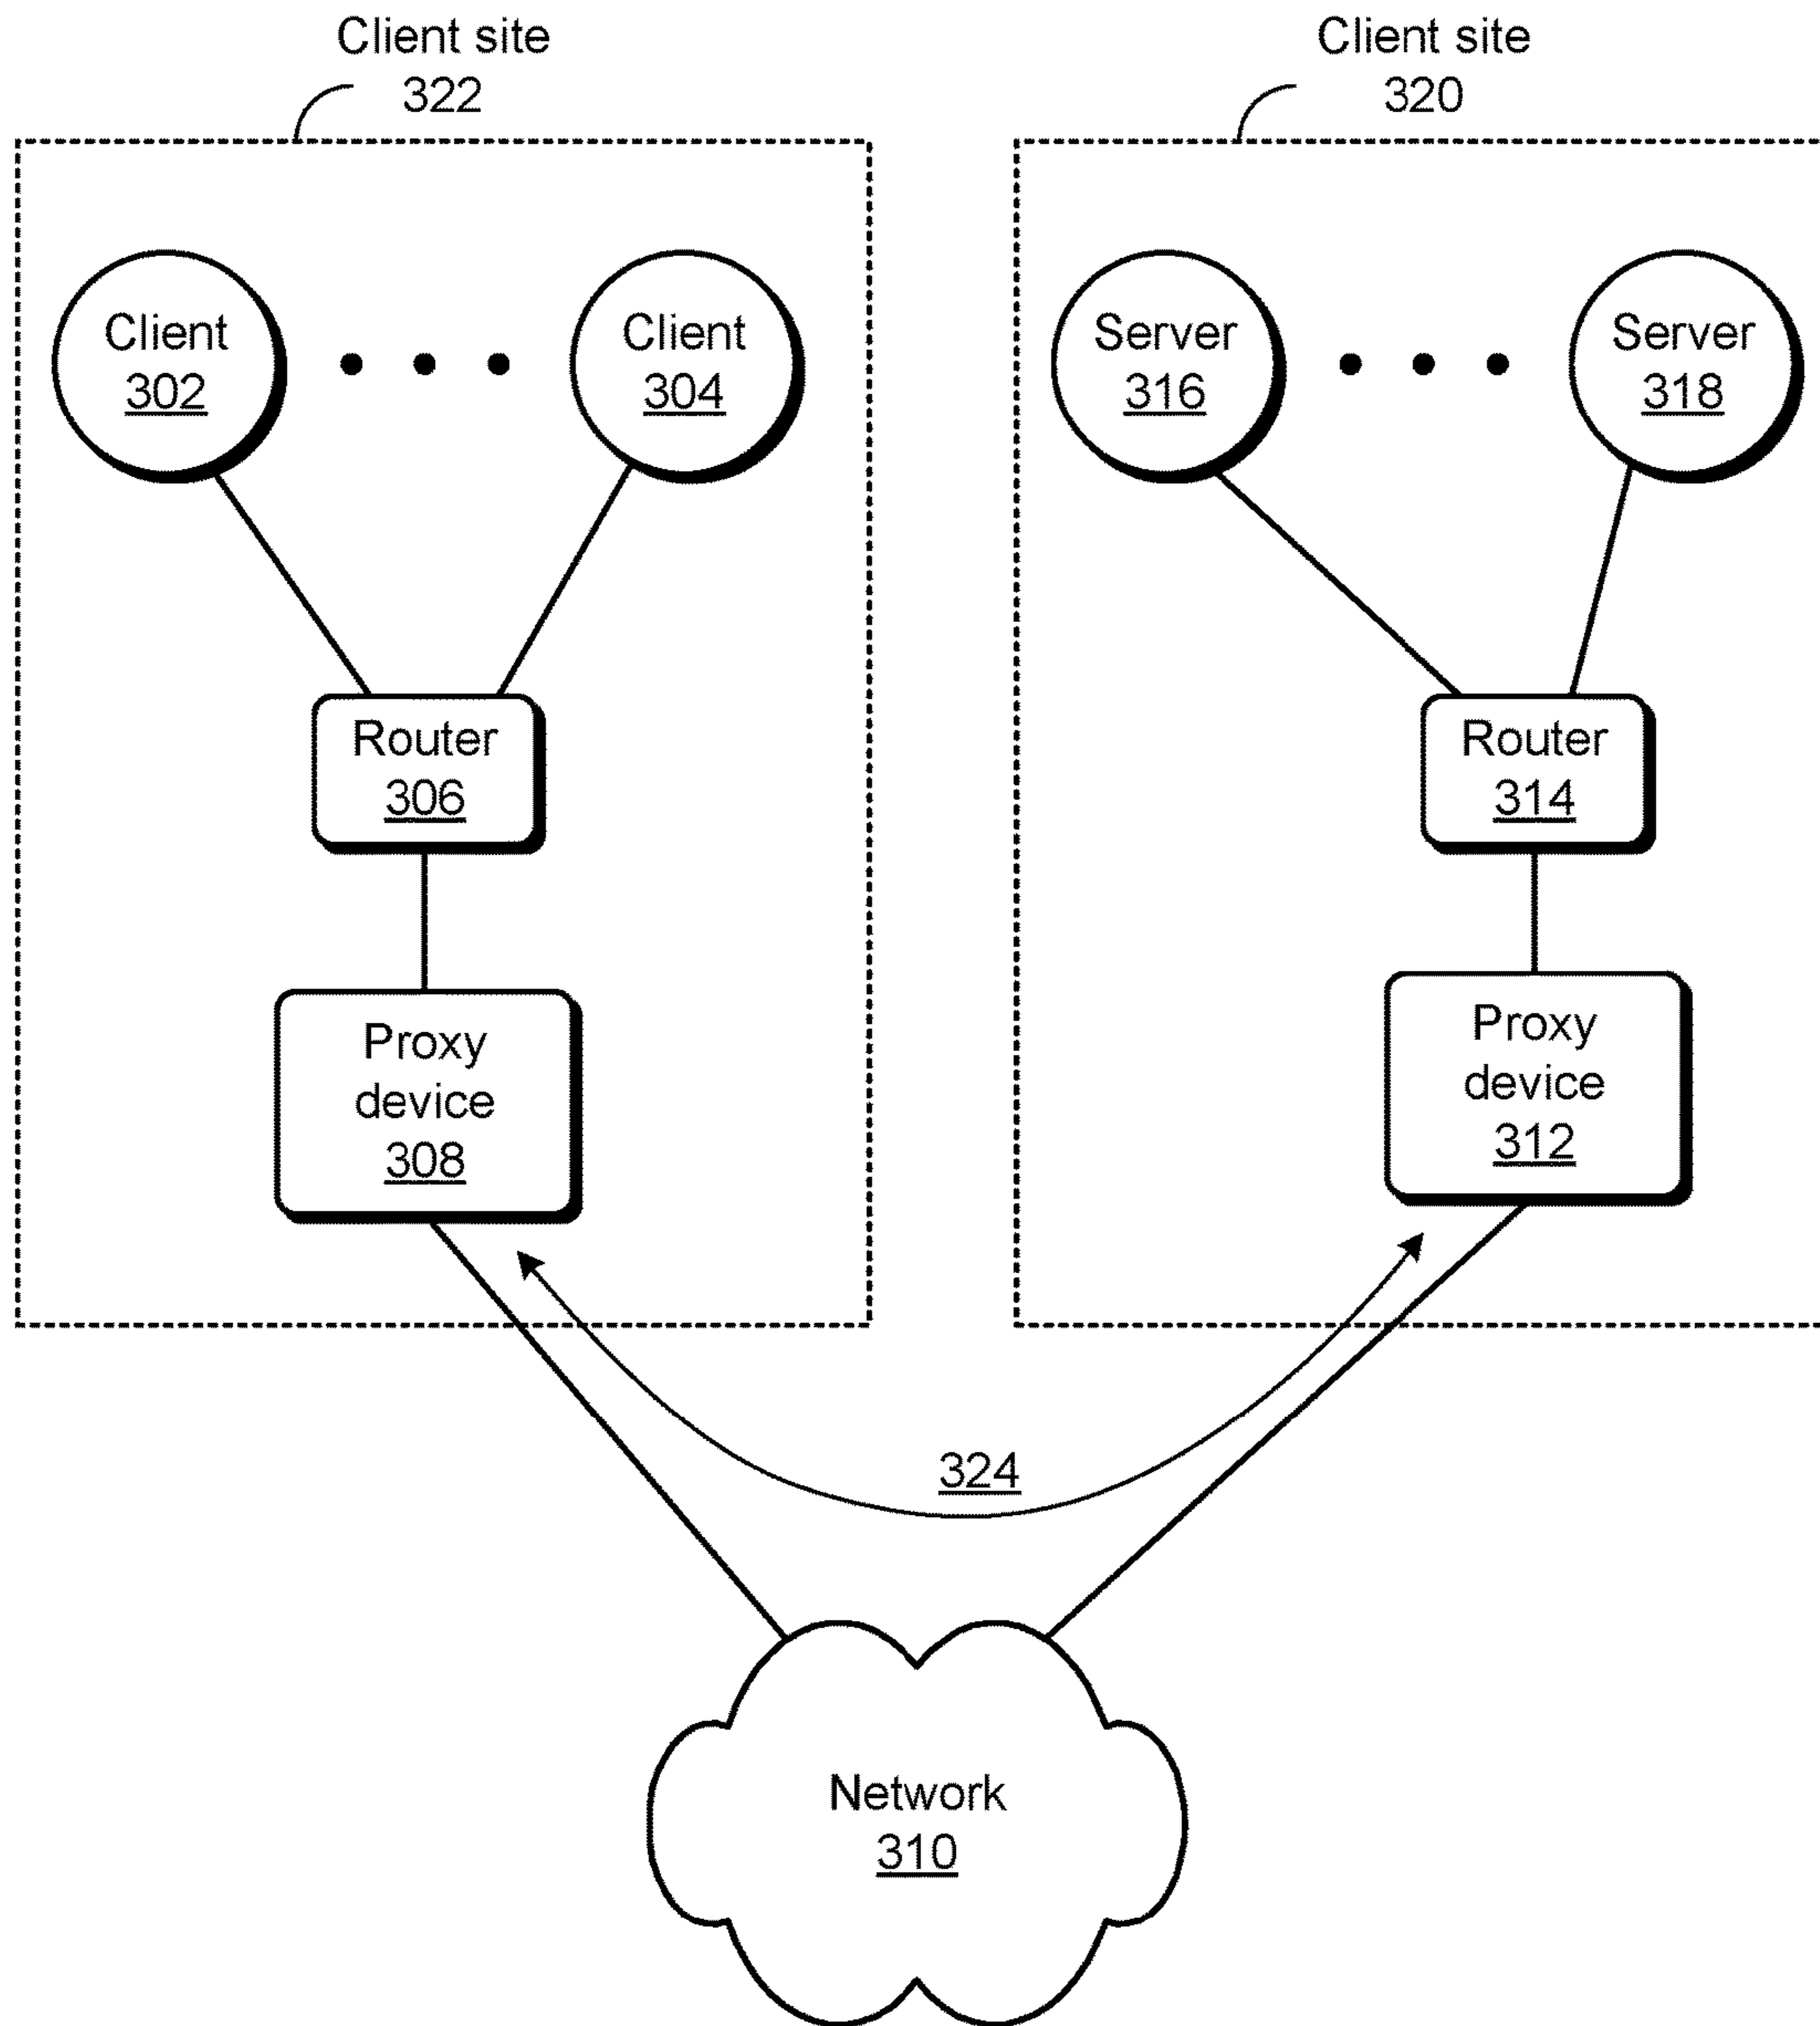 Client site
322
Client site
320
Client
302
Client
304
Server
316
Server
318
Router
306
Router
314
Proxy
device
308
Proxy
device
312
324
Network
310